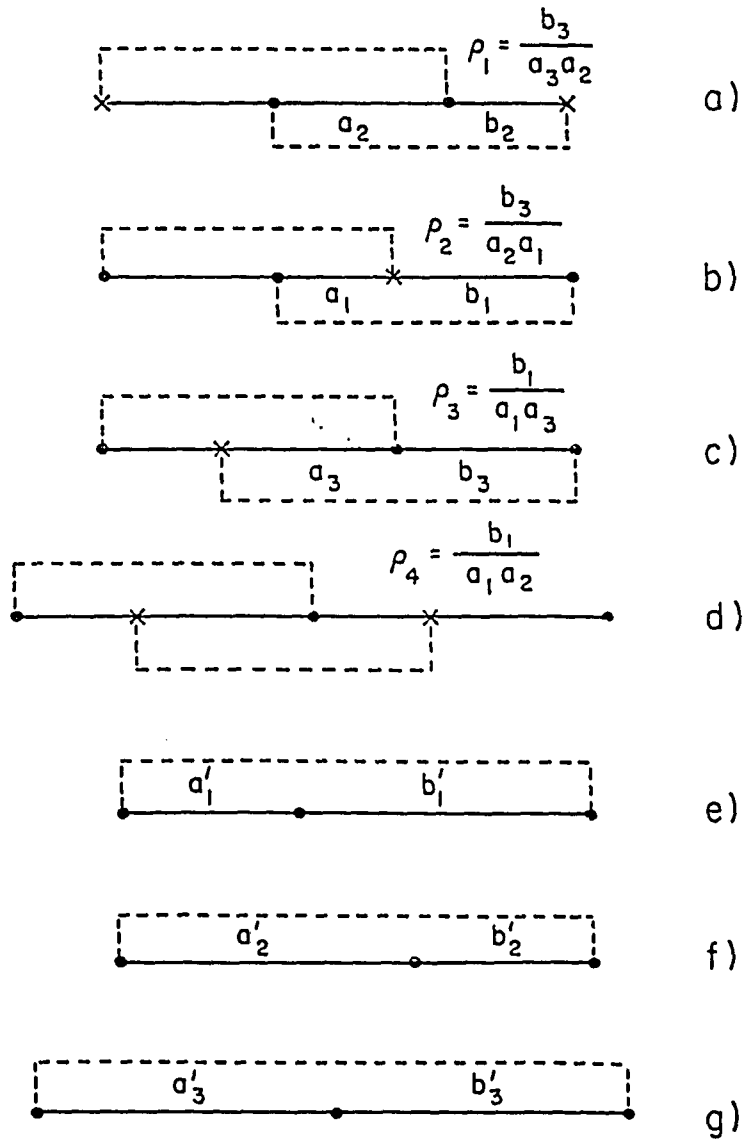 ρ₁ = b₃ / a₃a₂
a₂ b₂ a)
ρ₂ = b₃ / a₂a₁
a₁ b₁ b)
ρ₃ = b₁ / a₁a₃
a₃ b₃ c)
ρ₄ = b₁ / a₁a₂
d)
a′₁ b′₁ e)
a′₂ b′₂ f)
a′₃ b′₃ g)